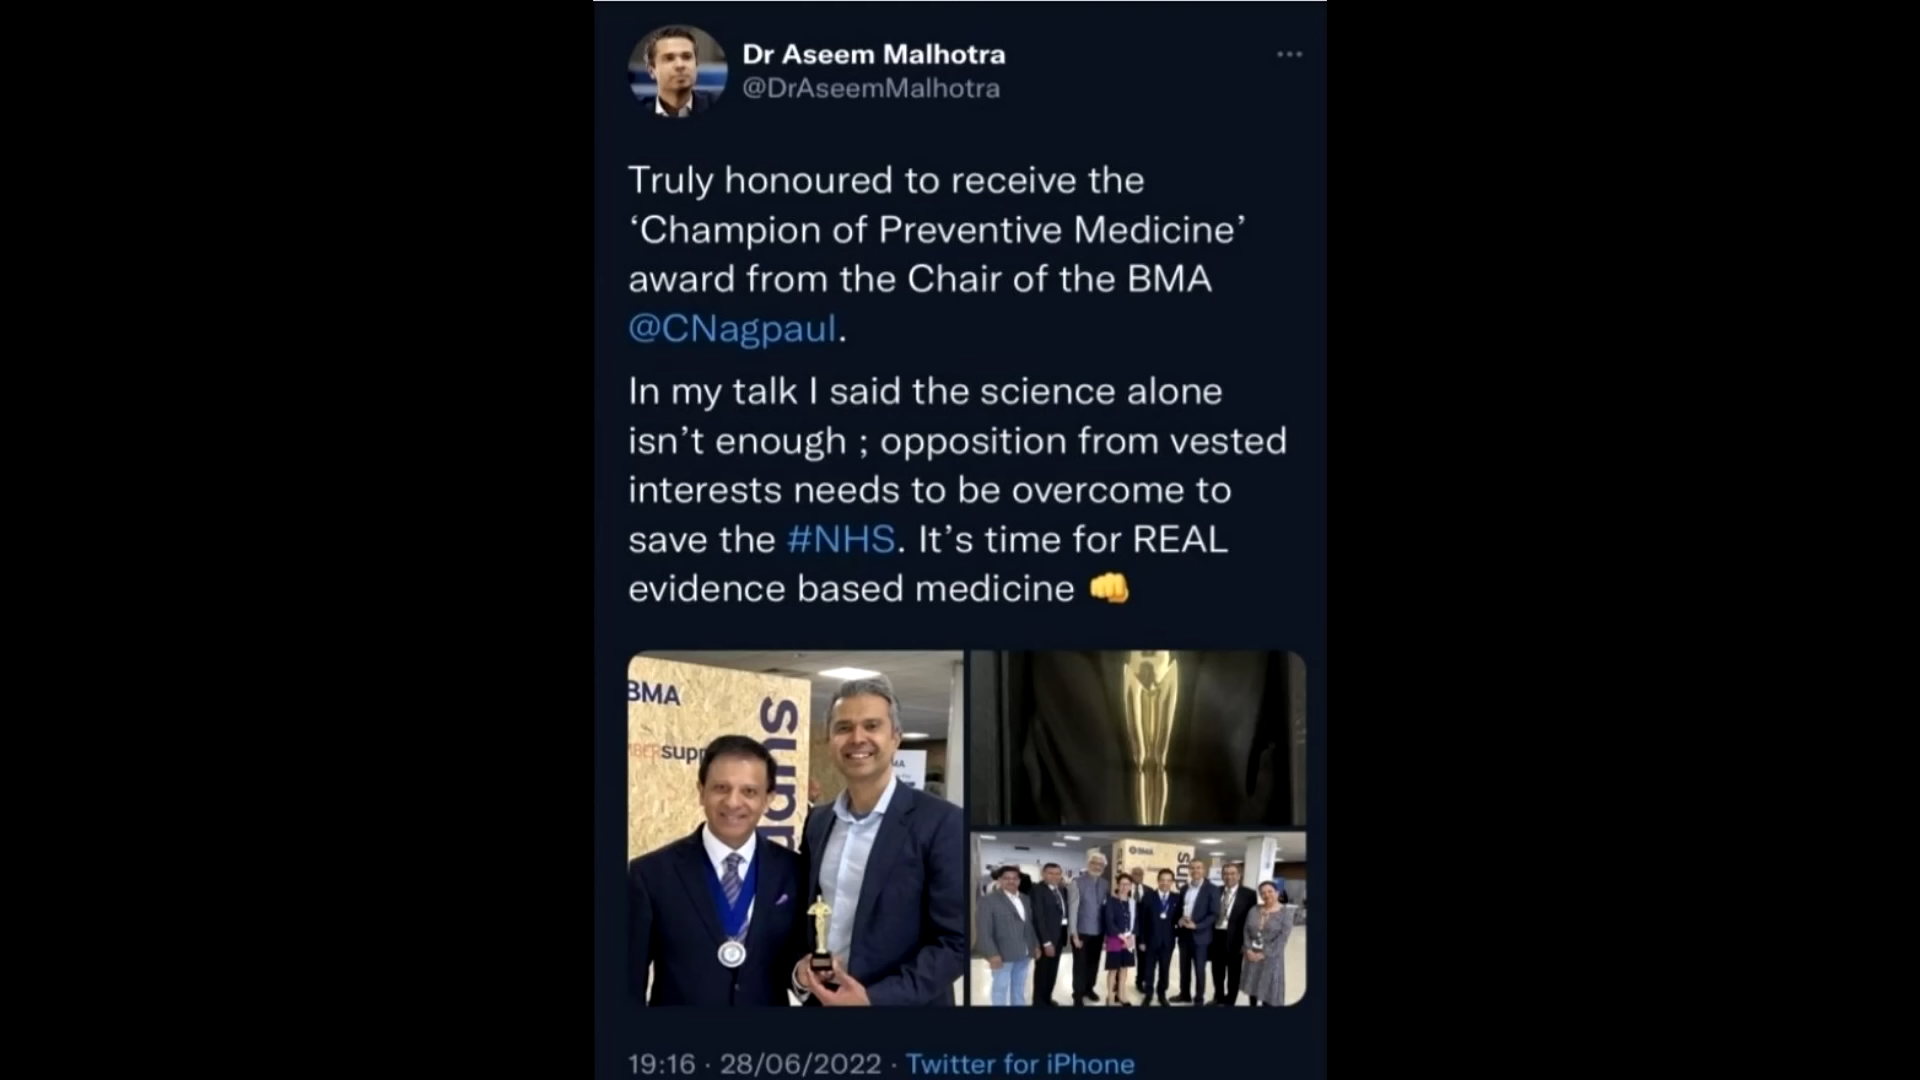 Dr Aseem Malhotra
@DrAseemMalhotra
Truly honoured to receive the
‘Champion of Preventive Medicine’
award from the Chair of the BMA
@CNagpaul.
In my talk I said the science alone
isn’t enough ; opposition from vested
interests needs to be overcome to
save the #NHS. It’s time for REAL
evidence based medicine 👊
BMA
supp
BMA
19:16 · 28/06/2022 · Twitter for iPhone